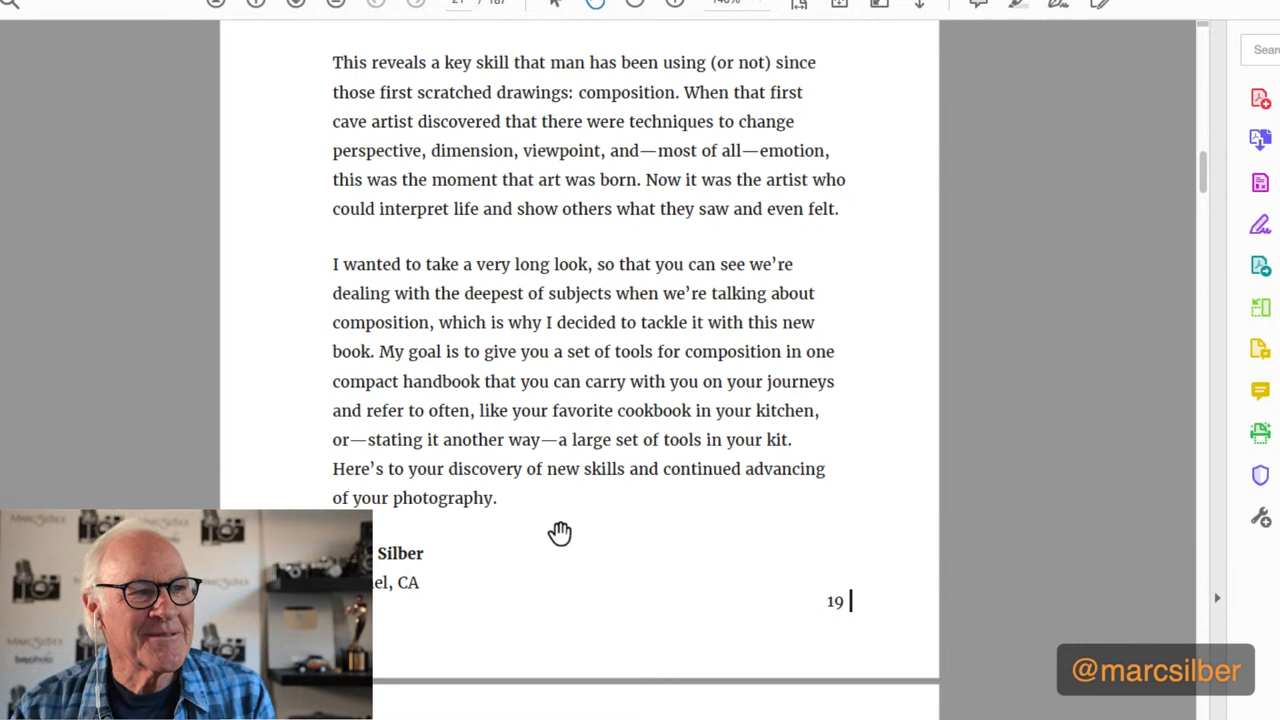 21 / 187
146%
Sear
This reveals a key skill that man has been using (or not) since
those first scratched drawings: composition. When that first
cave artist discovered that there were techniques to change
perspective, dimension, viewpoint, and—most of all—emotion,
this was the moment that art was born. Now it was the artist who
could interpret life and show others what they saw and even felt.
I wanted to take a very long look, so that you can see we’re
dealing with the deepest of subjects when we’re talking about
composition, which is why I decided to tackle it with this new
book. My goal is to give you a set of tools for composition in one
compact handbook that you can carry with you on your journeys
and refer to often, like your favorite cookbook in your kitchen,
or—stating it another way—a large set of tools in your kit.
Here’s to your discovery of new skills and continued advancing
of your photography.
Silber
el, CA
19
@marcsilber